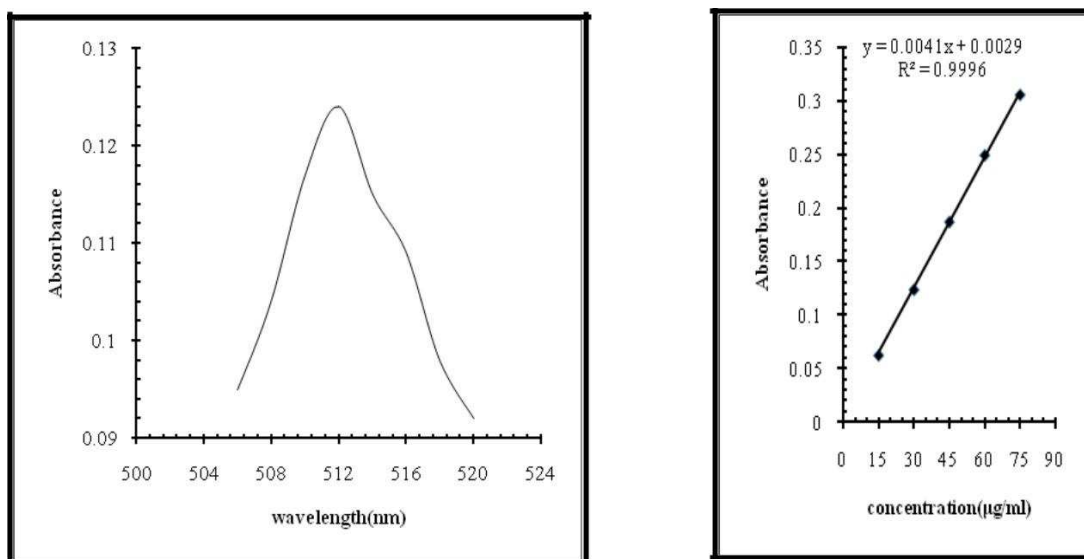 0.13
0.12
0.11
0.1
0.09
Absorbance
500 504 508 512 516 520 524
wavelength(nm)
y = 0.0041x + 0.0029
R² = 0.9996
0.35
0.3
0.25
0.2
0.15
0.1
0.05
0
Absorbance
0 15 30 45 60 75 90
concentration(µg/ml)